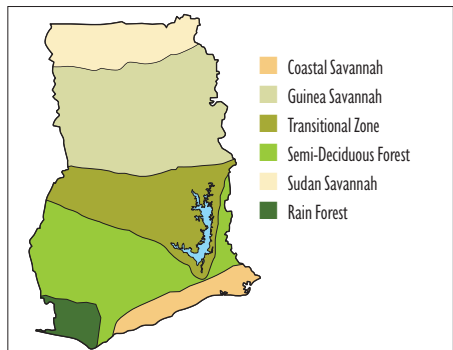 Coastal Savannah
Guinea Savannah
Transitional Zone
Semi-Deciduous Forest
Sudan Savannah
Rain Forest